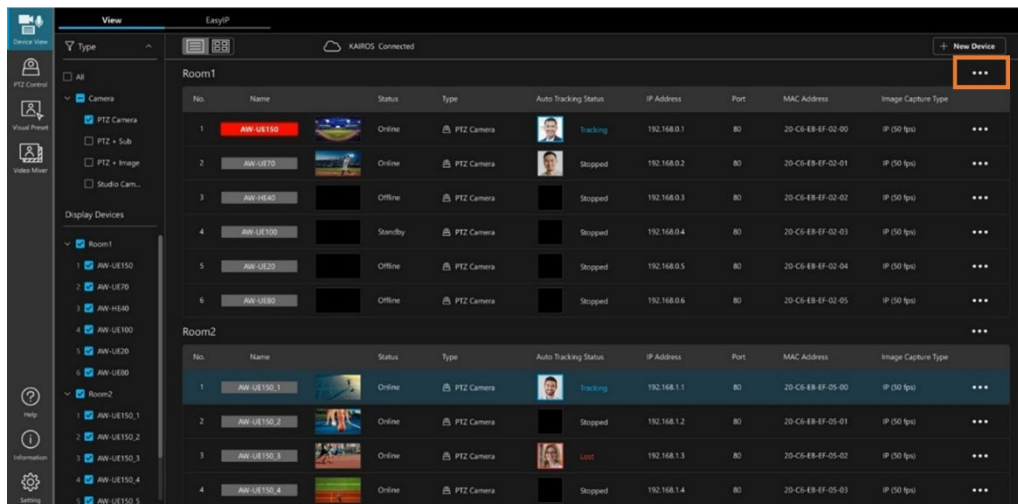 View EasyIP
Device View
PTZ Control
Visual Preset
Video Mixer
Help
Information
Setting
Type
All
Camera
PTZ Camera
PTZ + Sub
PTZ + Image
Studio Cam...
Display Devices
Room1
1 AW-UE150
2 AW-UE70
3 AW-HE40
4 AW-UE100
5 AW-UE20
6 AW-UE80
Room2
1 AW-UE150_1
2 AW-UE150_2
3 AW-UE150_3
4 AW-UE150_4
5 AW-UE150_5
KAIROS Connected + New Device
Room1
No. Name Status Type Auto Tracking Status IP Address Port MAC Address Image Capture Type
1 AW-UE150 Online PTZ Camera Tracking 192.168.0.1 80 20-C6-EB-EF-02-00 IP (50 fps)
2 AW-UE70 Online PTZ Camera Stopped 192.168.0.2 80 20-C6-EB-EF-02-01 IP (50 fps)
3 AW-HE40 Offline PTZ Camera Stopped 192.168.0.3 80 20-C6-EB-EF-02-02 IP (50 fps)
4 AW-UE100 Standby PTZ Camera Stopped 192.168.0.4 80 20-C6-EB-EF-02-03 IP (50 fps)
5 AW-UE20 Offline PTZ Camera Stopped 192.168.0.5 80 20-C6-EB-EF-02-04 IP (50 fps)
6 AW-UE80 Offline PTZ Camera Stopped 192.168.0.6 80 20-C6-EB-EF-02-05 IP (50 fps)
Room2
No. Name Status Type Auto Tracking Status IP Address Port MAC Address Image Capture Type
1 AW-UE150_1 Online PTZ Camera Tracking 192.168.1.1 80 20-C6-EB-EF-05-00 IP (50 fps)
2 AW-UE150_2 Online PTZ Camera Stopped 192.168.1.2 80 20-C6-EB-EF-05-01 IP (50 fps)
3 AW-UE150_3 Online PTZ Camera Lost 192.168.1.3 80 20-C6-EB-EF-05-02 IP (50 fps)
4 AW-UE150_4 Online PTZ Camera Stopped 192.168.1.4 80 20-C6-EB-EF-05-03 IP (50 fps)